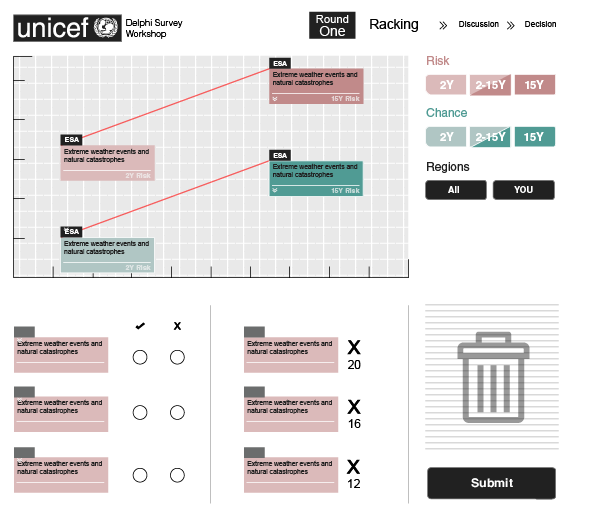 unicef
Delphi Survey
Workshop
Round
One
Racking
Discussion
Decision
ESA
Extreme weather events and
natural catastrophes
15Y Risk
ESA
Extreme weather events and
natural catastrophes
2Y Risk
ESA
Extreme weather events and
natural catastrophes
15Y Risk
ESA
Extreme weather events and
natural catastrophes
2Y Risk
Risk
2Y 2-15Y 15Y
Chance
2Y 2-15Y 15Y
Regions
All YOU
X
Extreme weather events and
natural catastrophes
Extreme weather events and
natural catastrophes
Extreme weather events and
natural catastrophes
Extreme weather events and
natural catastrophes
X
20
Extreme weather events and
natural catastrophes
X
16
Extreme weather events and
natural catastrophes
X
12
Submit